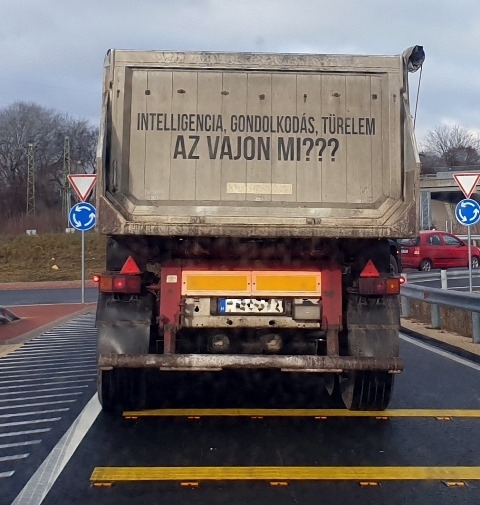 INTELLIGENCIA, GONDOLKODÁS, TÜRELEM
AZ VAJON MI???